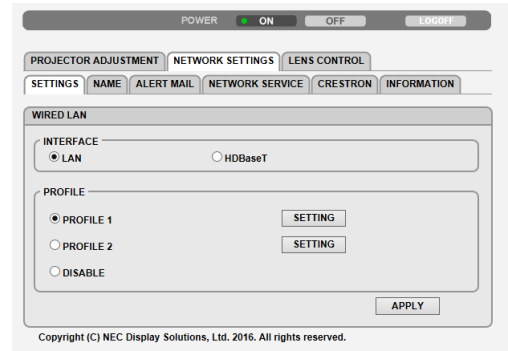 POWER ON OFF LOGOFF
PROJECTOR ADJUSTMENT NETWORK SETTINGS LENS CONTROL
SETTINGS NAME ALERT MAIL NETWORK SERVICE CRESTRON INFORMATION
WIRED LAN
INTERFACE
LAN HDBaseT
PROFILE
PROFILE 1 SETTING
PROFILE 2 SETTING
DISABLE
APPLY
Copyright (C) NEC Display Solutions, Ltd. 2016. All rights reserved.